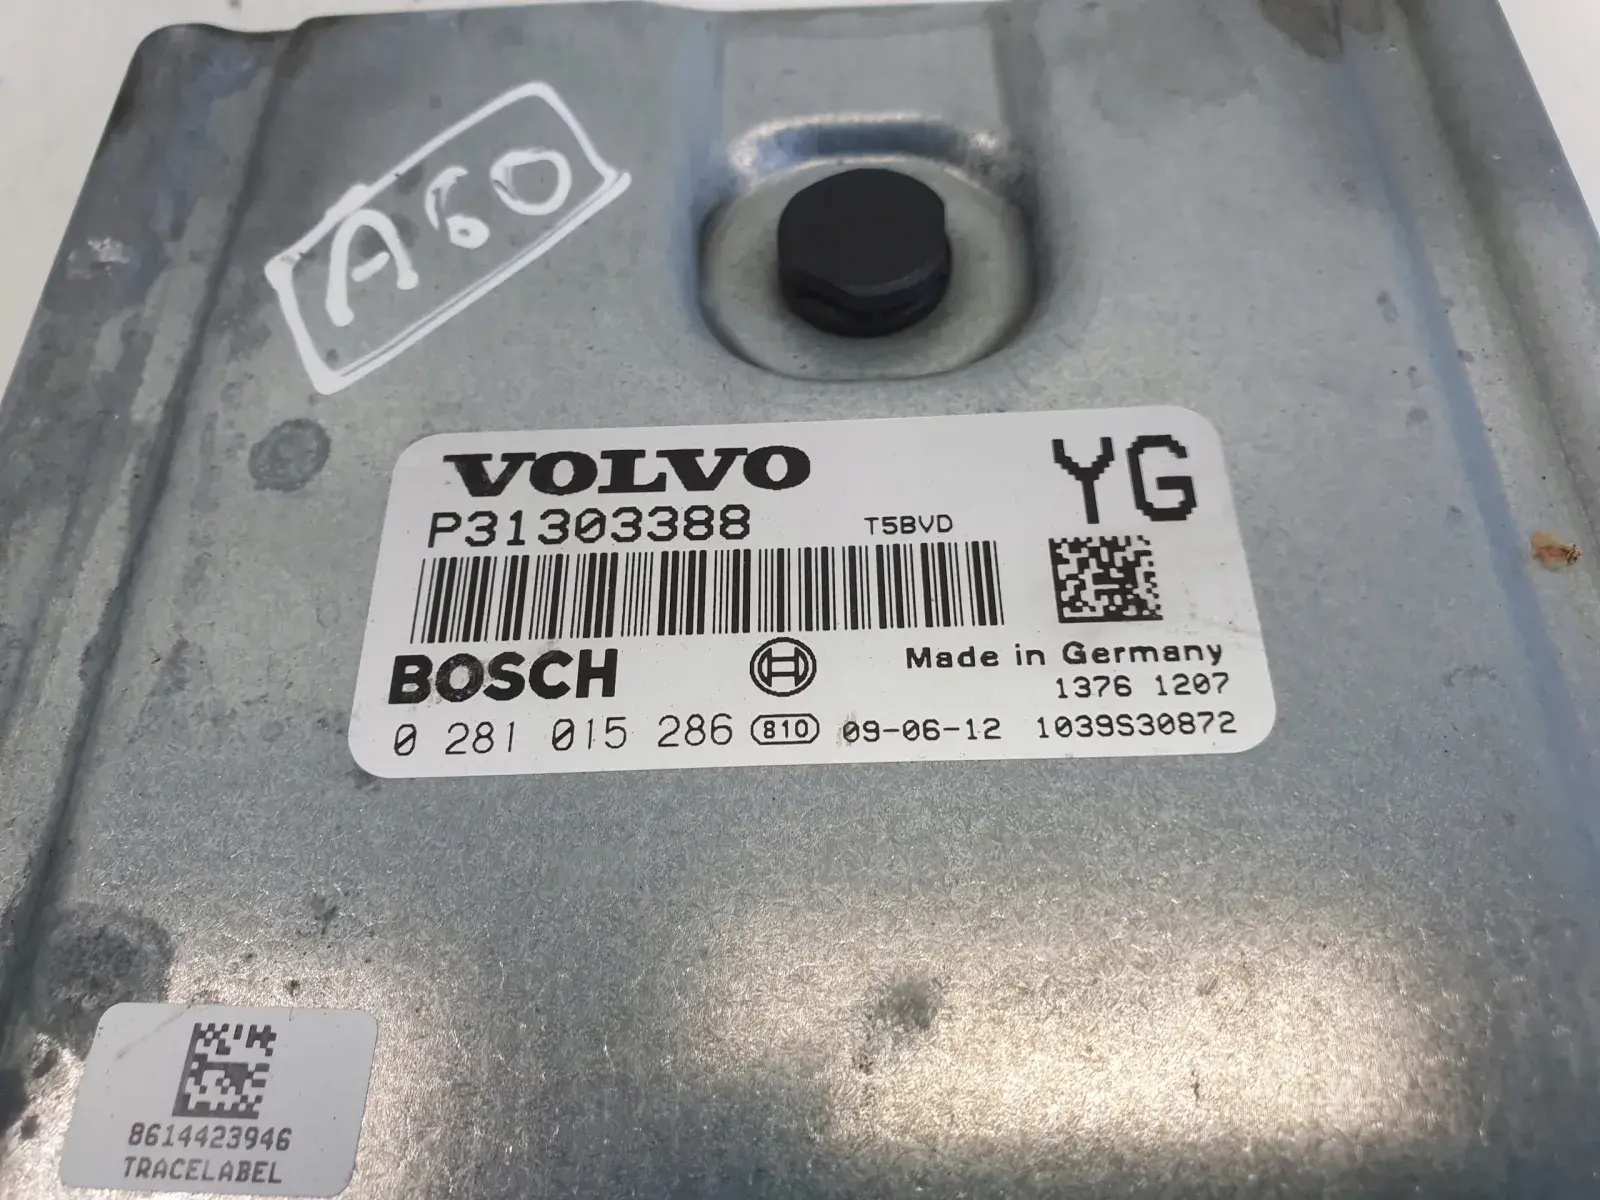 A60
VOLVO
YG
P31303388
T5BVD
BOSCH
Made in Germany
1376 1207
0 281 015 286 810 09-06-12 1039S30872
8614423946
TRACELABEL